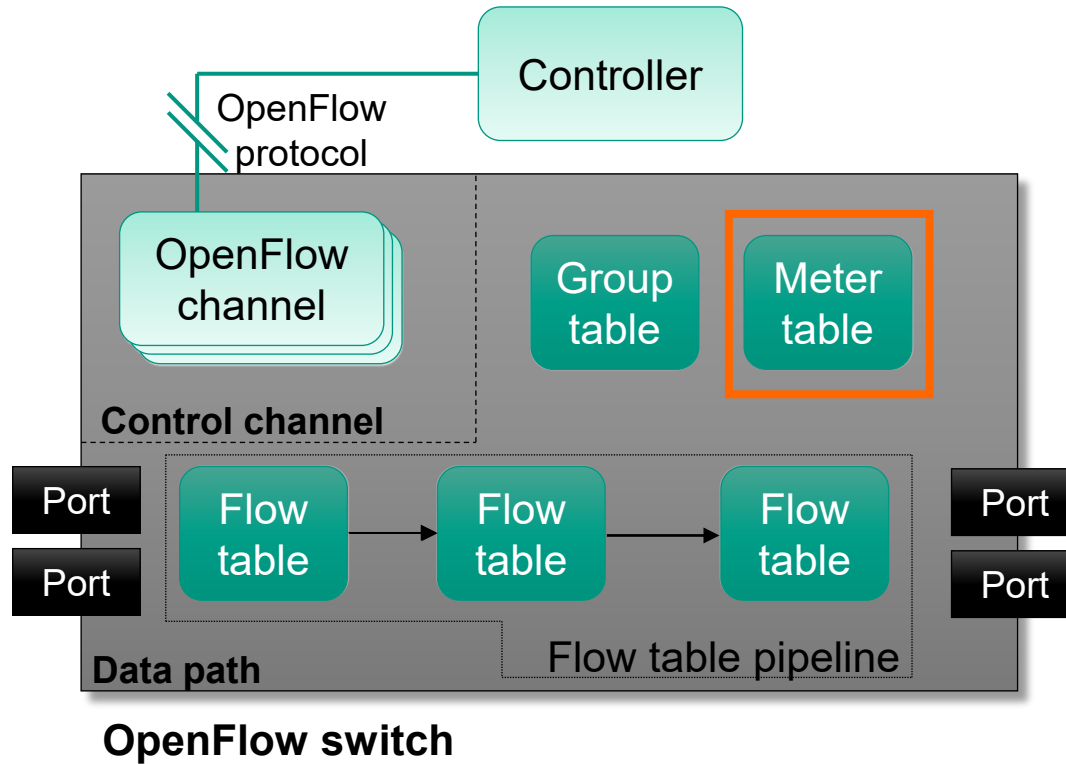 Controller
OpenFlow
protocol
OpenFlow
channel
Group
table
Meter
table
Control channel
Port
Port
Flow
table
Flow
table
Flow
table
Port
Port
Flow table pipeline
Data path
OpenFlow switch